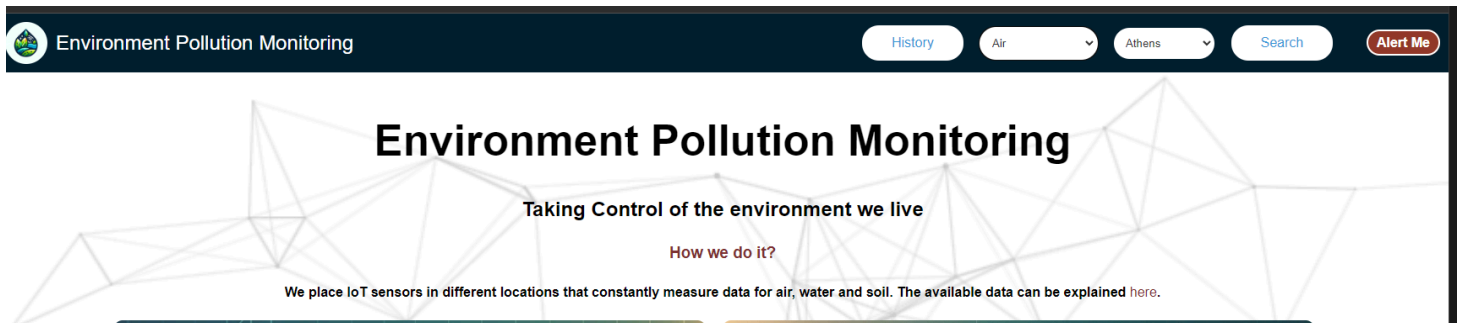 Environment Pollution Monitoring History Air Athens Search Alert Me
Environment Pollution Monitoring
Taking Control of the environment we live
How we do it?
We place IoT sensors in different locations that constantly measure data for air, water and soil. The available data can be explained here.